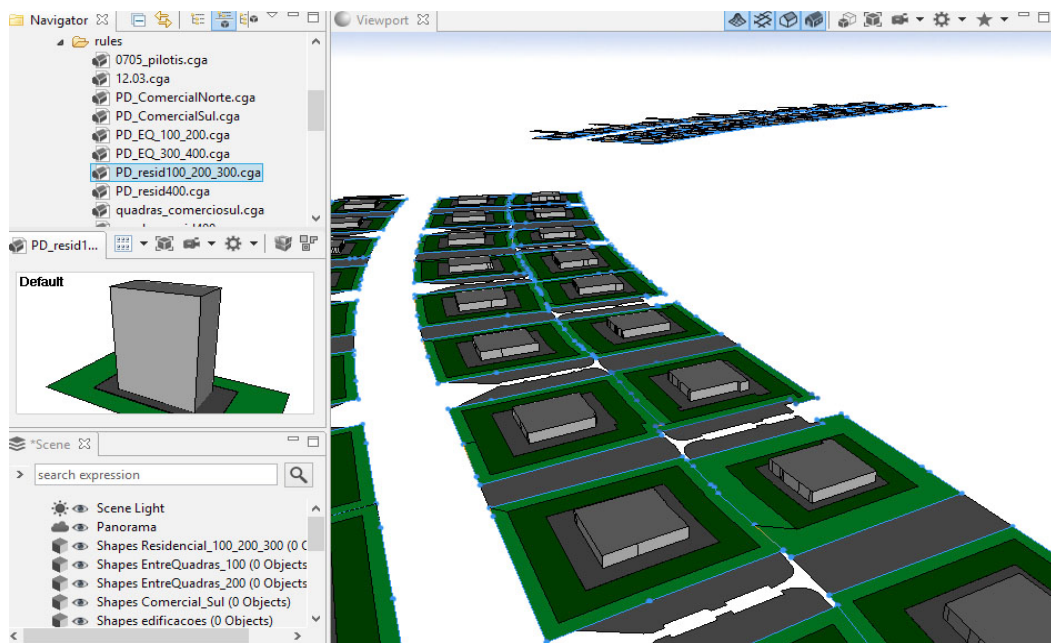 Navigator
Viewport
rules
0705_pilotis.cga
12.03.cga
PD_ComercialNorte.cga
PD_ComercialSul.cga
PD_EQ_100_200.cga
PD_EQ_300_400.cga
PD_resid100_200_300.cga
PD_resid400.cga
quadras_comerciosul.cga
PD_resid1...
Default
*Scene
search expression
Scene Light
Panorama
Shapes Residencial_100_200_300 (0 O
Shapes EntreQuadras_100 (0 Objects
Shapes EntreQuadras_200 (0 Objects
Shapes Comercial_Sul (0 Objects)
Shapes edificacoes (0 Objects)